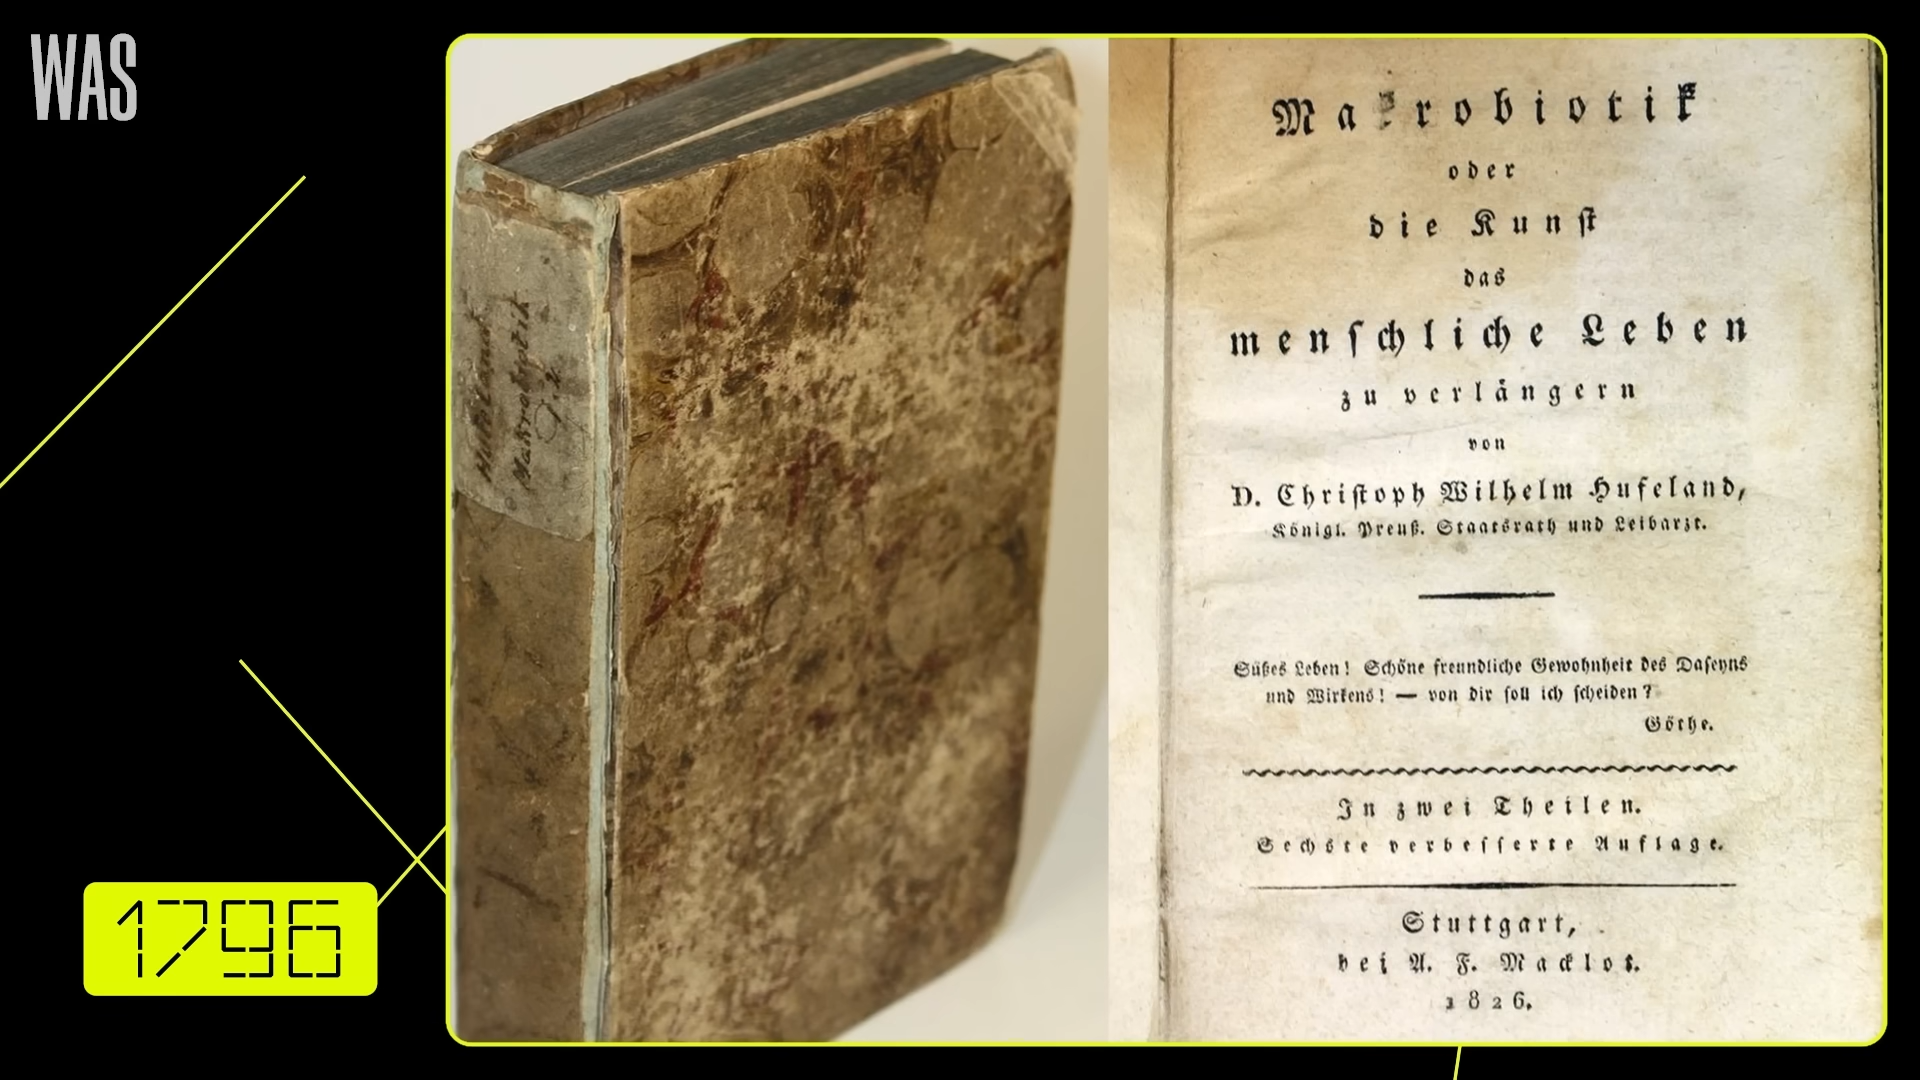 WAS
1796
Hufeland
Makrobiotik
Makrobiotik
oder
die Kunſt
das
menſchliche Leben
zu verlängern
von
D. Chriſtoph Wilhelm Hufeland,
Königl. Preuß. Staatsrath und Leibarzt.
Süßes Leben! Schöne freundliche Gewohnheit des Daſeyns
und Wirkens! — von dir ſoll ich ſcheiden?
Göthe.
In zwei Theilen.
Sechste verbeſſerte Auflage.
Stuttgart,
bei A. F. Macklot.
1826.